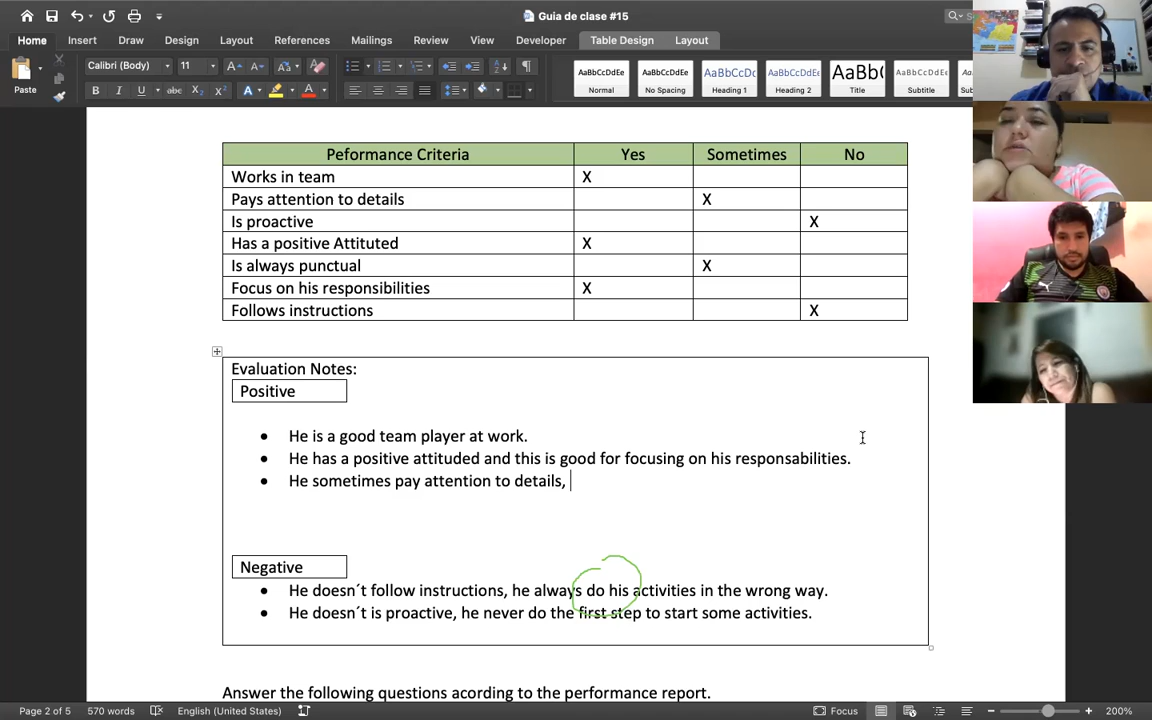 Guia de clase #15
Home Insert Draw Design Layout References Mailings Review View Developer Table Design Layout
Paste
Calibri (Body) 11
AaBbCcDdEe AaBbCcDdEe AaBbCcDc AaBbCcDdEe AaBb( AaBbCcDdEe
Normal No Spacing Heading 1 Heading 2 Title Subtitle
Peformance Criteria Yes Sometimes No
Works in team X
Pays attention to details X
Is proactive X
Has a positive Attituted X
Is always punctual X
Focus on his responsibilities X
Follows instructions X
Evaluation Notes:
Positive
• He is a good team player at work.
• He has a positive attituded and this is good for focusing on his responsabilities.
• He sometimes pay attention to details,
Negative
• He doesn´t follow instructions, he always do his activities in the wrong way.
• He doesn´t is proactive, he never do the first step to start some activities.
Answer the following questions acording to the performance report.
Page 2 of 5 570 words English (United States) Focus 200%